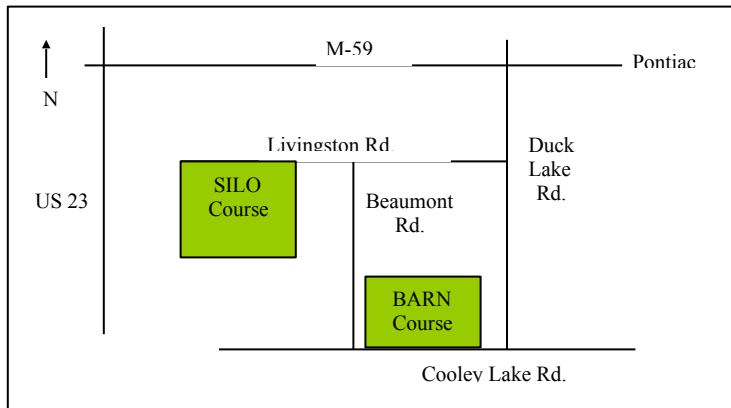 M-59
Pontiac
N
Livingston Rd.
Duck
Lake
Rd.
US 23
SILO
Course
Beaumont
Rd.
BARN
Course
Cooley Lake Rd.